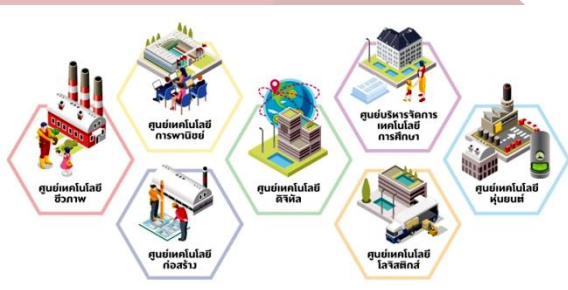 ศูนย์เทคโนโลยี
ชีวภาพ
ศูนย์เทคโนโลยี
การพาณิชย์
ศูนย์เทคโนโลยี
ก่อสร้าง
ศูนย์เทคโนโลยี
ดิจิทัล
ศูนย์บริหารจัดการ
เทคโนโลยี
การศึกษา
ศูนย์เทคโนโลยี
โลจิสติกส์
ศูนย์เทคโนโลยี
หุ่นยนต์